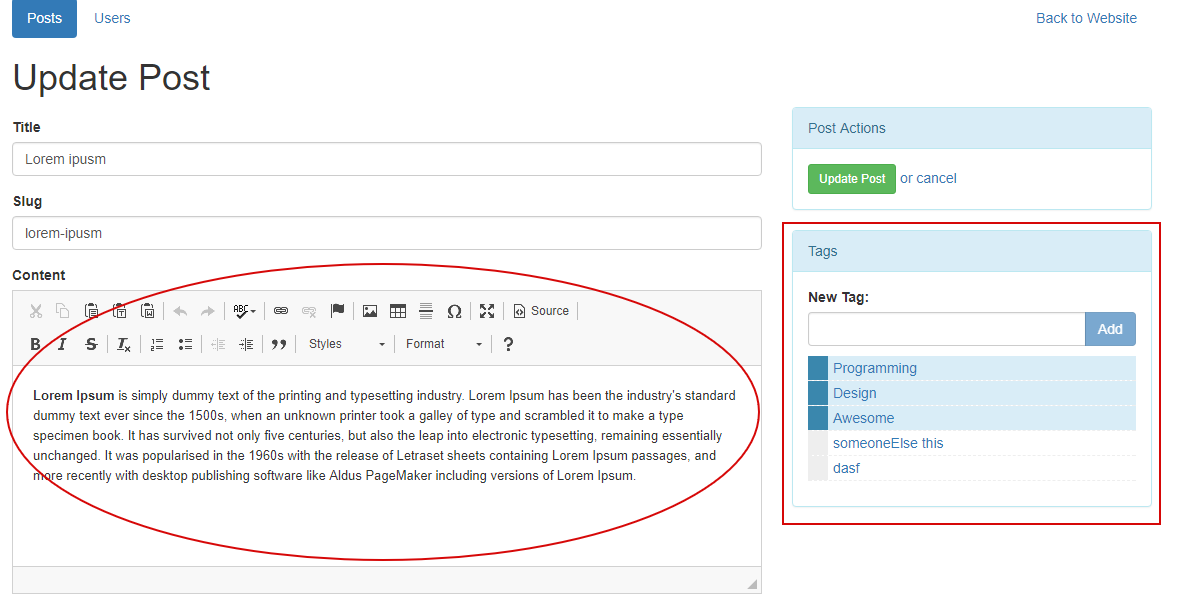 Posts Users Back to Website
Update Post
Title
Lorem ipusm
Slug
lorem-ipusm
Content
ABC Ω Source
B I S Tx Styles Format ?
Lorem Ipsum is simply dummy text of the printing and typesetting industry. Lorem Ipsum has been the industry's standard
dummy text ever since the 1500s, when an unknown printer took a galley of type and scrambled it to make a type
specimen book. It has survived not only five centuries, but also the leap into electronic typesetting, remaining essentially
unchanged. It was popularised in the 1960s with the release of Letraset sheets containing Lorem Ipsum passages, and
more recently with desktop publishing software like Aldus PageMaker including versions of Lorem Ipsum.
Post Actions
Update Post or cancel
Tags
New Tag:
Add
Programming
Design
Awesome
someoneElse this
dasf